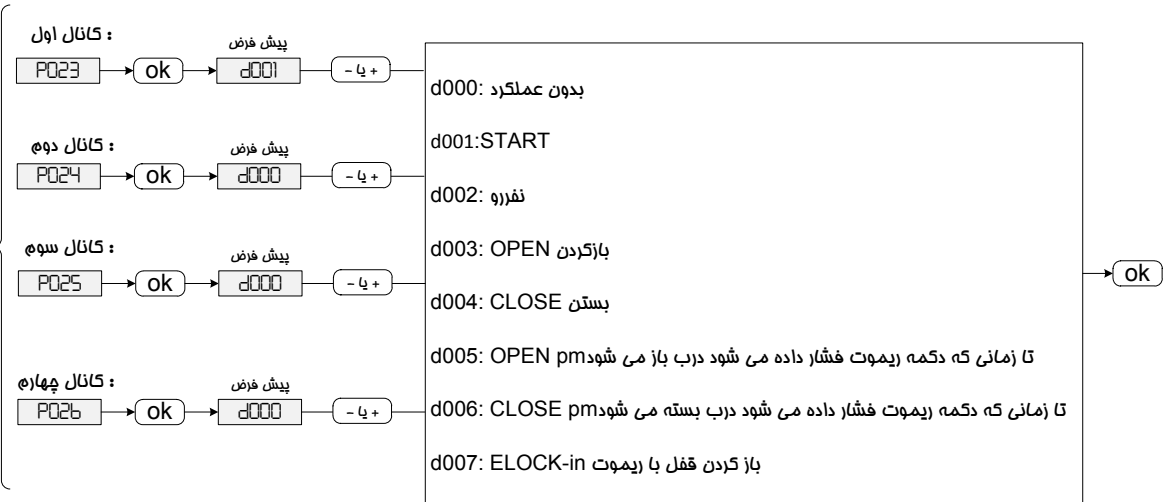 کانال اول :
پیش فرض
P023 ok d001 + یا -
کانال دوم :
پیش فرض
P024 ok d000 + یا -
کانال سوم :
پیش فرض
P025 ok d000 + یا -
کانال چهارم :
پیش فرض
P026 ok d000 + یا -
d000: بدون عملکرد
d001:START
d002: نفررو
d003: OPEN بازکردن
d004: CLOSE بستن
d005: OPEN pm تا زمانی که دکمه ریموت فشار داده می شود درب باز می شود
d006: CLOSE pm تا زمانی که دکمه ریموت فشار داده می شود درب بسته می شود
d007: ELOCK-in باز کردن قفل با ریموت
ok